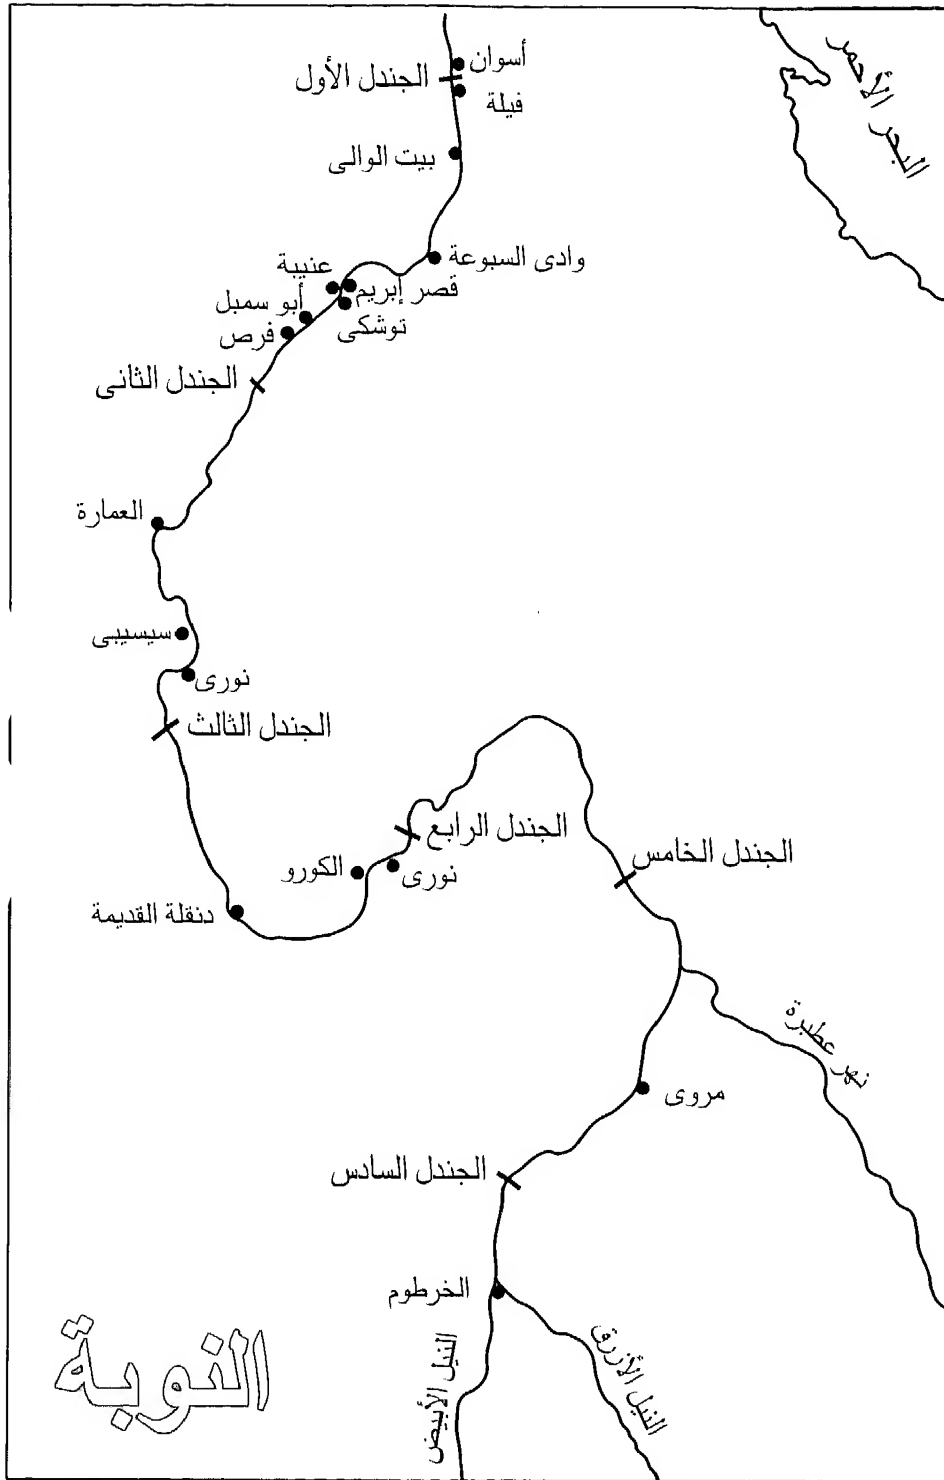 أسوان
الجندل الأول
فيلة
البحر الأحمر
بيت الوالى
وادى السبوعة
عنيبة
قصر إبريم
أبو سمبل
توشكى
فرص
الجندل الثانى
العمارة
سيسيبى
نورى
الجندل الثالث
الجندل الرابع
الجندل الخامس
الكورو
نورى
دنقلة القديمة
نهر عطبرة
مروى
الجندل السادس
الخرطوم
النيل الأزرق
النيل الأبيض
النوبة